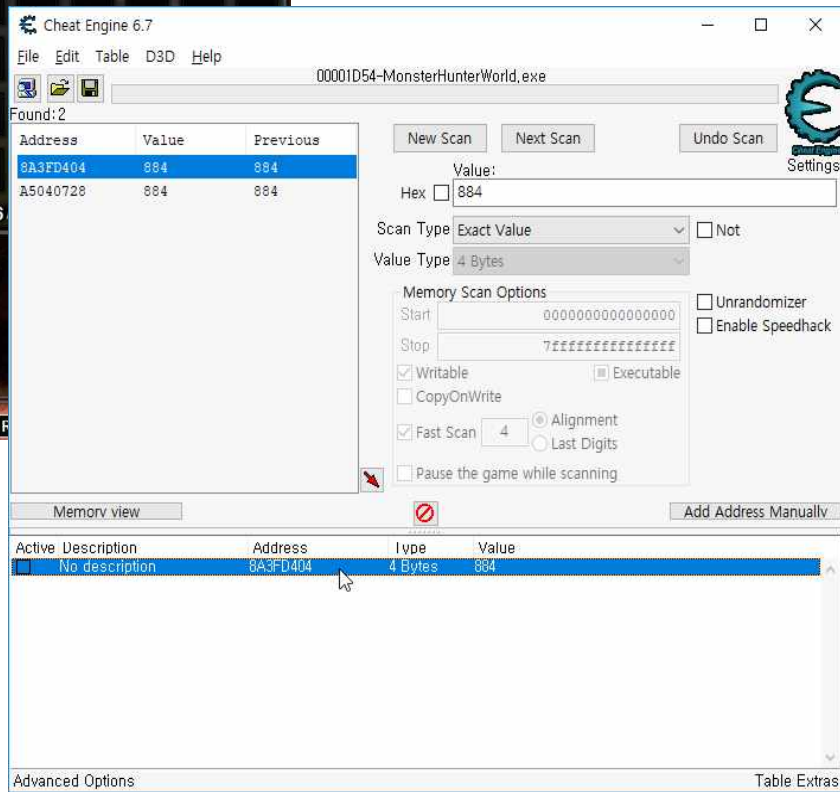 Cheat Engine 6.7
File Edit Table D3D Help
00001D54-MonsterHunterWorld.exe
Found:2
Address Value Previous
8A3FD404 884 884
A5040728 884 884
New Scan Next Scan Undo Scan
Cheat Engine
Settings
Value:
Hex 884
Scan Type Exact Value Not
Value Type 4 Bytes
Memory Scan Options
Start 0000000000000000
Stop 7fffffffffffffff
Writable Executable
CopyOnWrite
Fast Scan 4 Alignment
Last Digits
Pause the game while scanning
Unrandomizer
Enable Speedhack
Memory view Add Address Manually
Active Description Address Type Value
No description 8A3FD404 4 Bytes 884
Advanced Options Table Extras